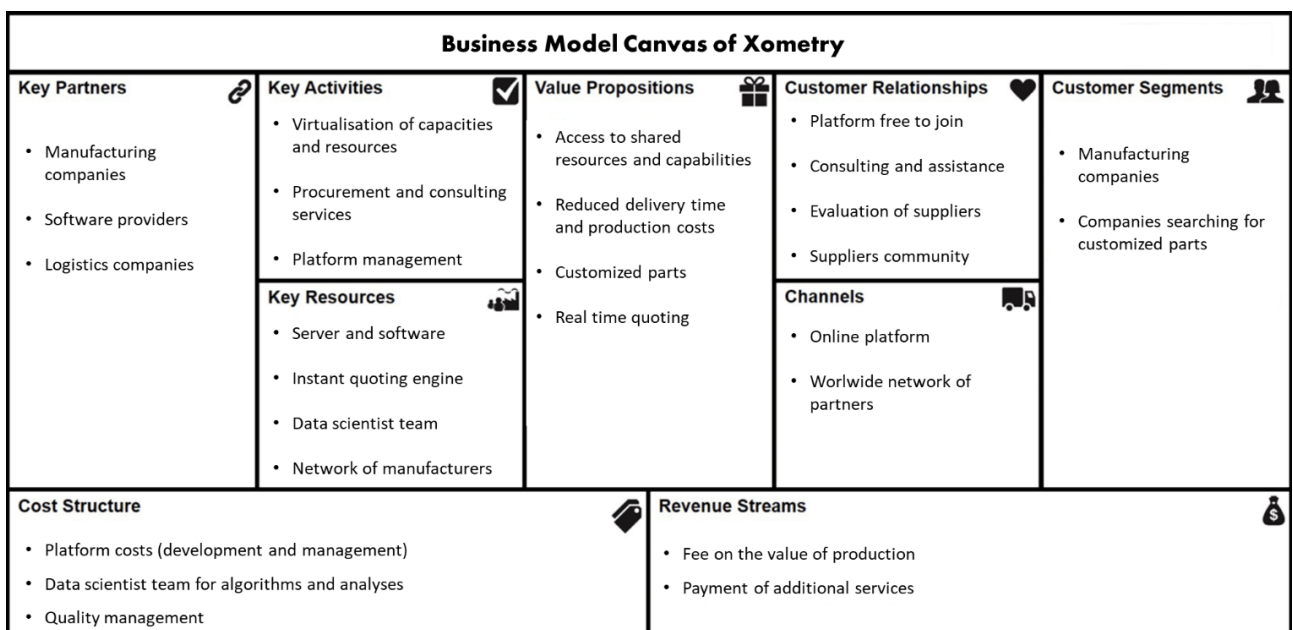 Business Model Canvas of Xometry
Key Partners
• Manufacturing
companies
• Software providers
• Logistics companies
Key Activities
• Virtualisation of capacities
and resources
• Procurement and consulting
services
• Platform management
Key Resources
• Server and software
• Instant quoting engine
• Data scientist team
• Network of manufacturers
Value Propositions
• Access to shared
resources and capabilities
• Reduced delivery time
and production costs
• Customized parts
• Real time quoting
Customer Relationships
• Platform free to join
• Consulting and assistance
• Evaluation of suppliers
• Suppliers community
Channels
• Online platform
• Worlwide network of
partners
Customer Segments
• Manufacturing
companies
• Companies searching for
customized parts
Cost Structure
• Platform costs (development and management)
• Data scientist team for algorithms and analyses
• Quality management
Revenue Streams
$
• Fee on the value of production
• Payment of additional services